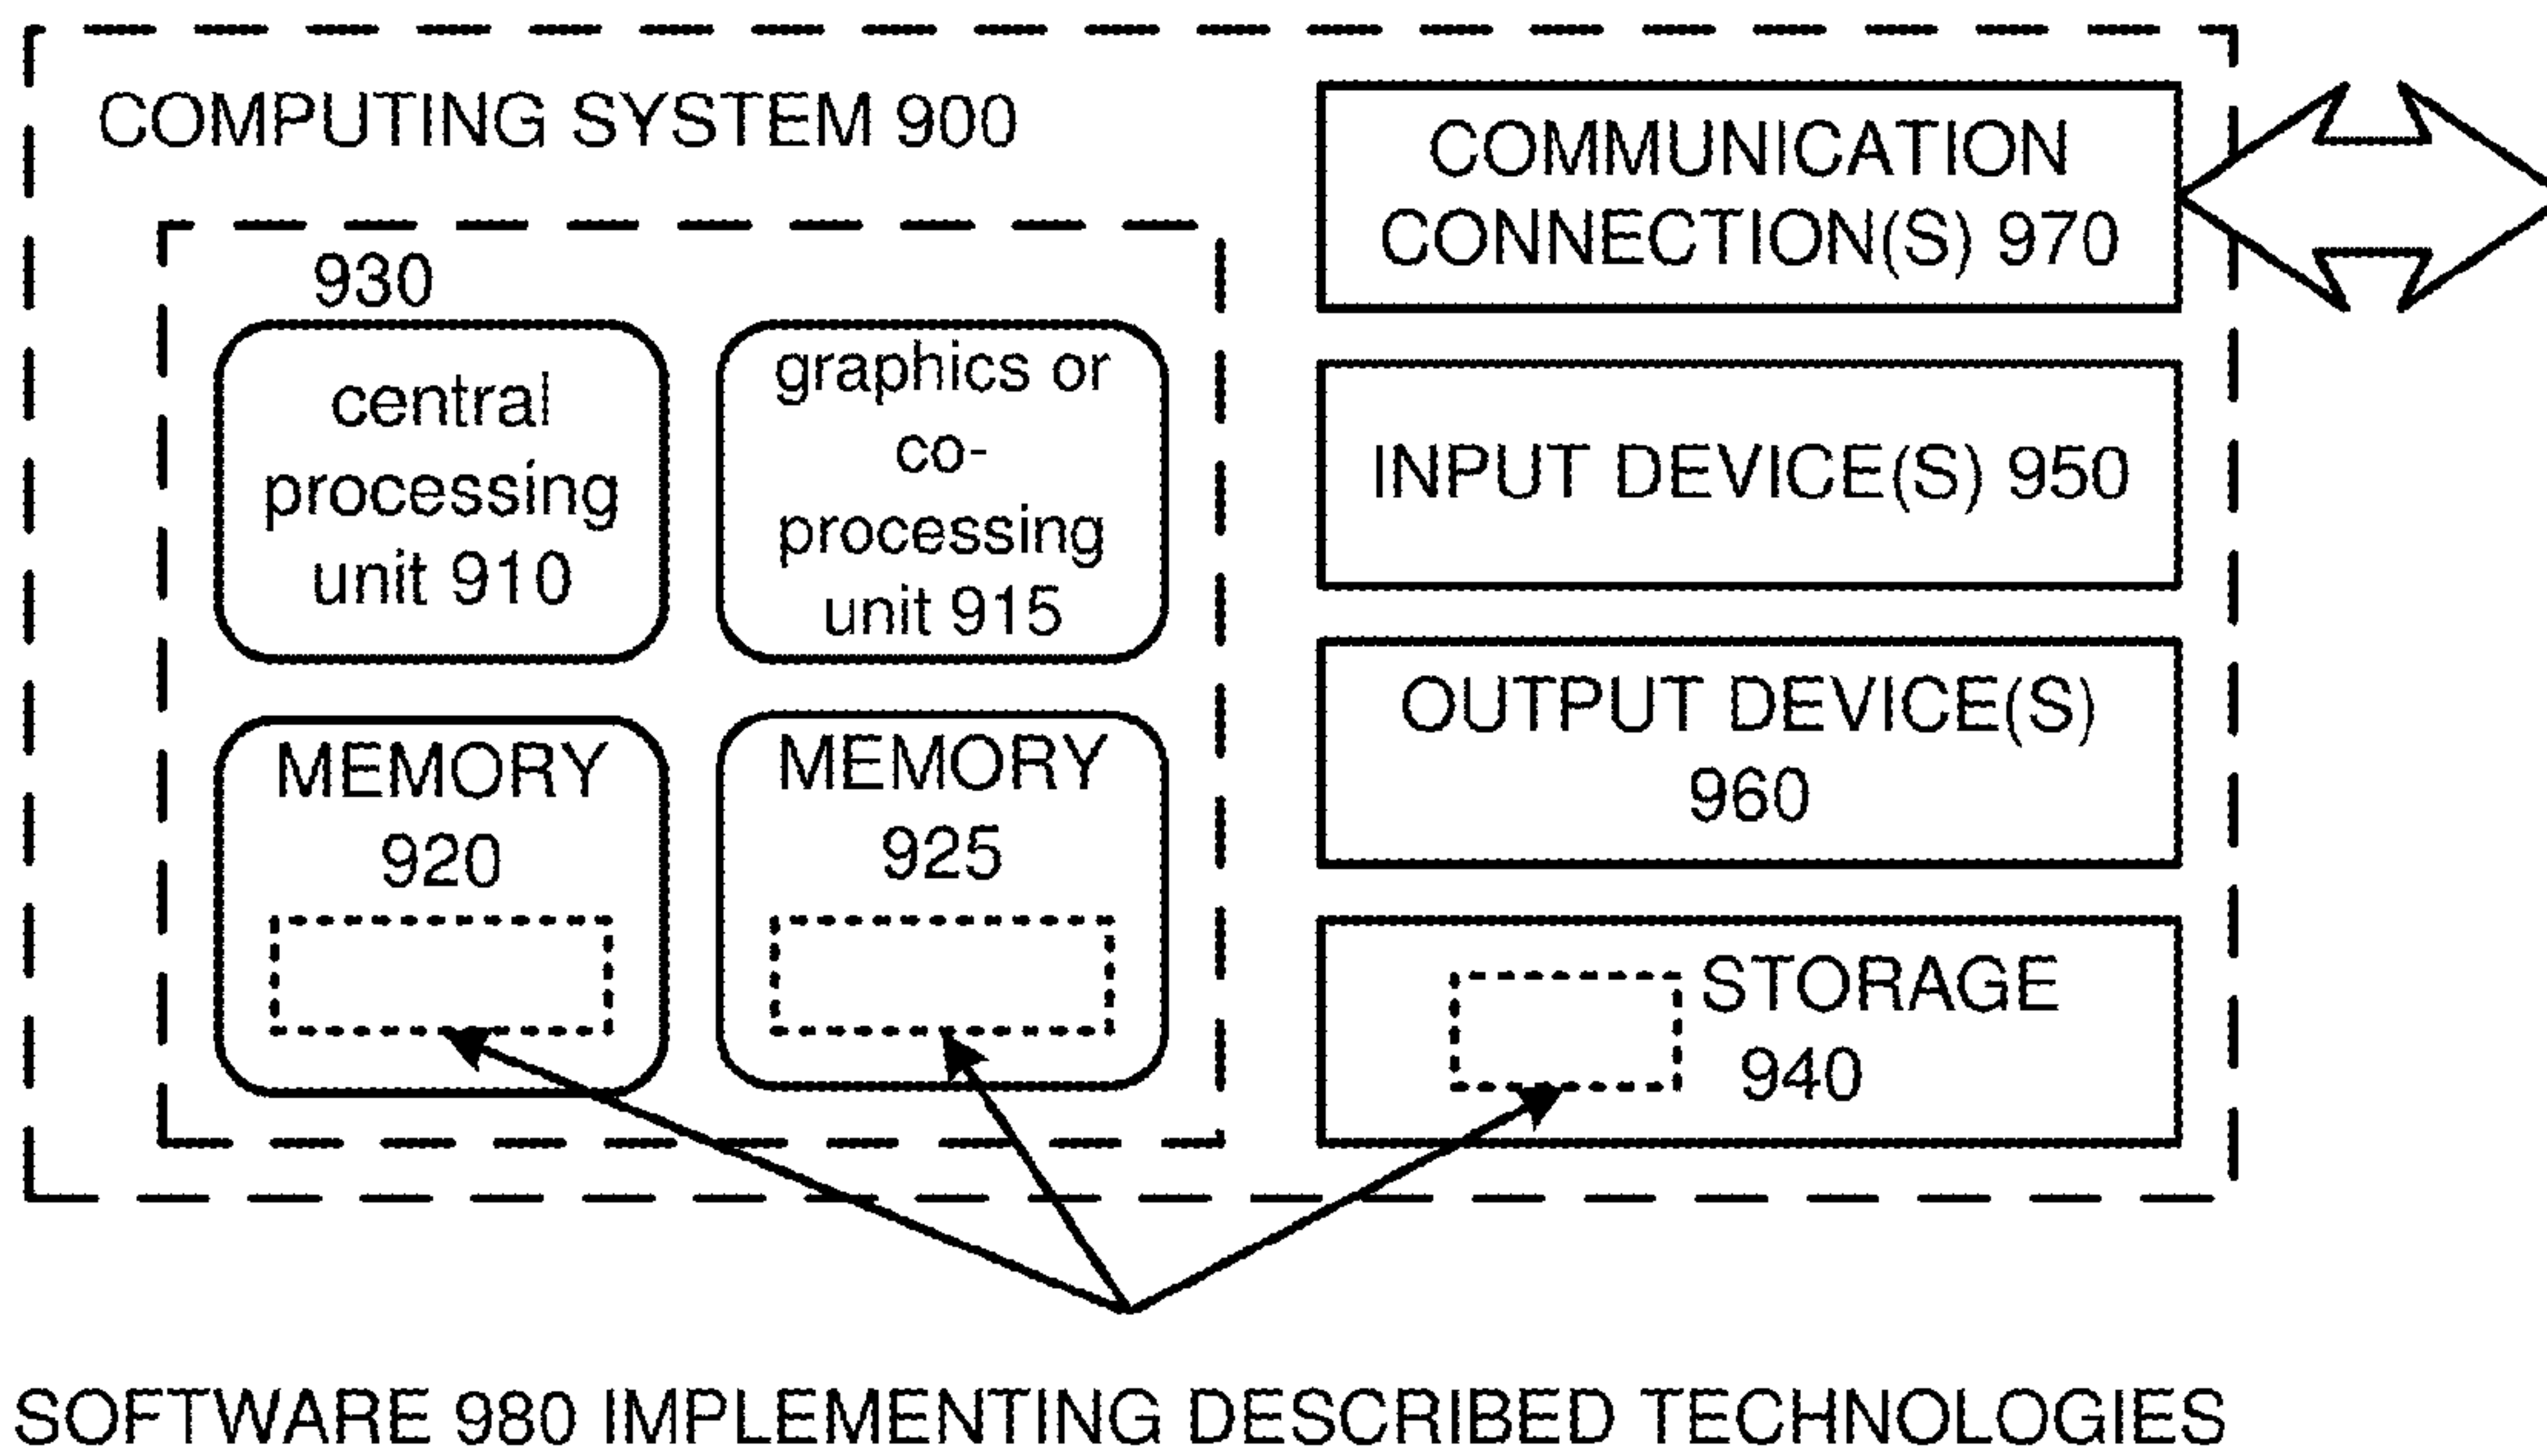 COMPUTING SYSTEM 900
930
central
processing
unit 910
graphics or
co-
processing
unit 915
MEMORY
920
MEMORY
925
COMMUNICATION
CONNECTION(S) 970
INPUT DEVICE(S) 950
OUTPUT DEVICE(S)
960
STORAGE
940
SOFTWARE 980 IMPLEMENTING DESCRIBED TECHNOLOGIES